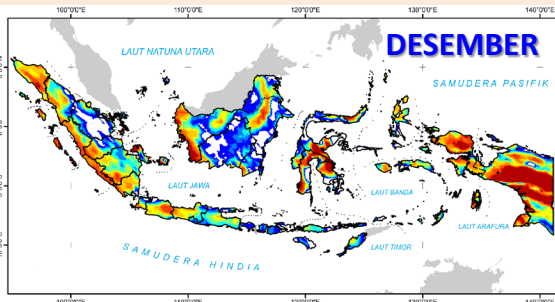 100°0'0"E 110°0'0"E 120°0'0"E 130°0'0"E 140°0'0"E
DESEMBER
LAUT NATUNA UTARA
SAMUDERA PASIFIK
LAUT JAWA
LAUT BANDA
LAUT ARAFURA
SAMUDERA HINDIA
LAUT TIMOR